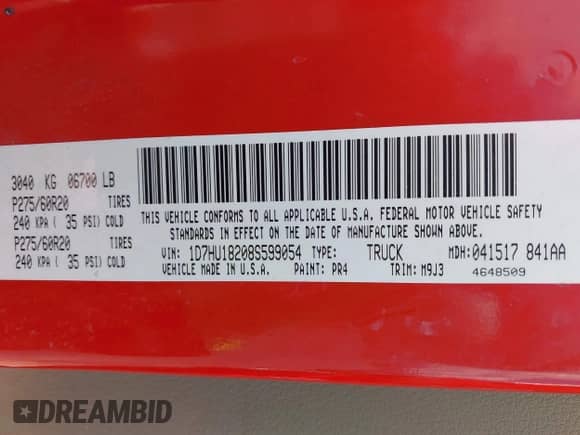 3040 KG 06700 LB
P275/60R20 TIRES
240 KPA ( 35 PSI) COLD
P275/60R20 TIRES
240 KPA ( 35 PSI) COLD
THIS VEHICLE CONFORMS TO ALL APPLICABLE U.S.A. FEDERAL MOTOR VEHICLE SAFETY
STANDARDS IN EFFECT ON THE DATE OF MANUFACTURE SHOWN ABOVE.
VIN: 1D7HU18208S599054 TYPE: TRUCK MDH: 041517 841AA
VEHICLE MADE IN U.S.A. PAINT: PR4 TRIM: M9J3 4648509
DREAMBID